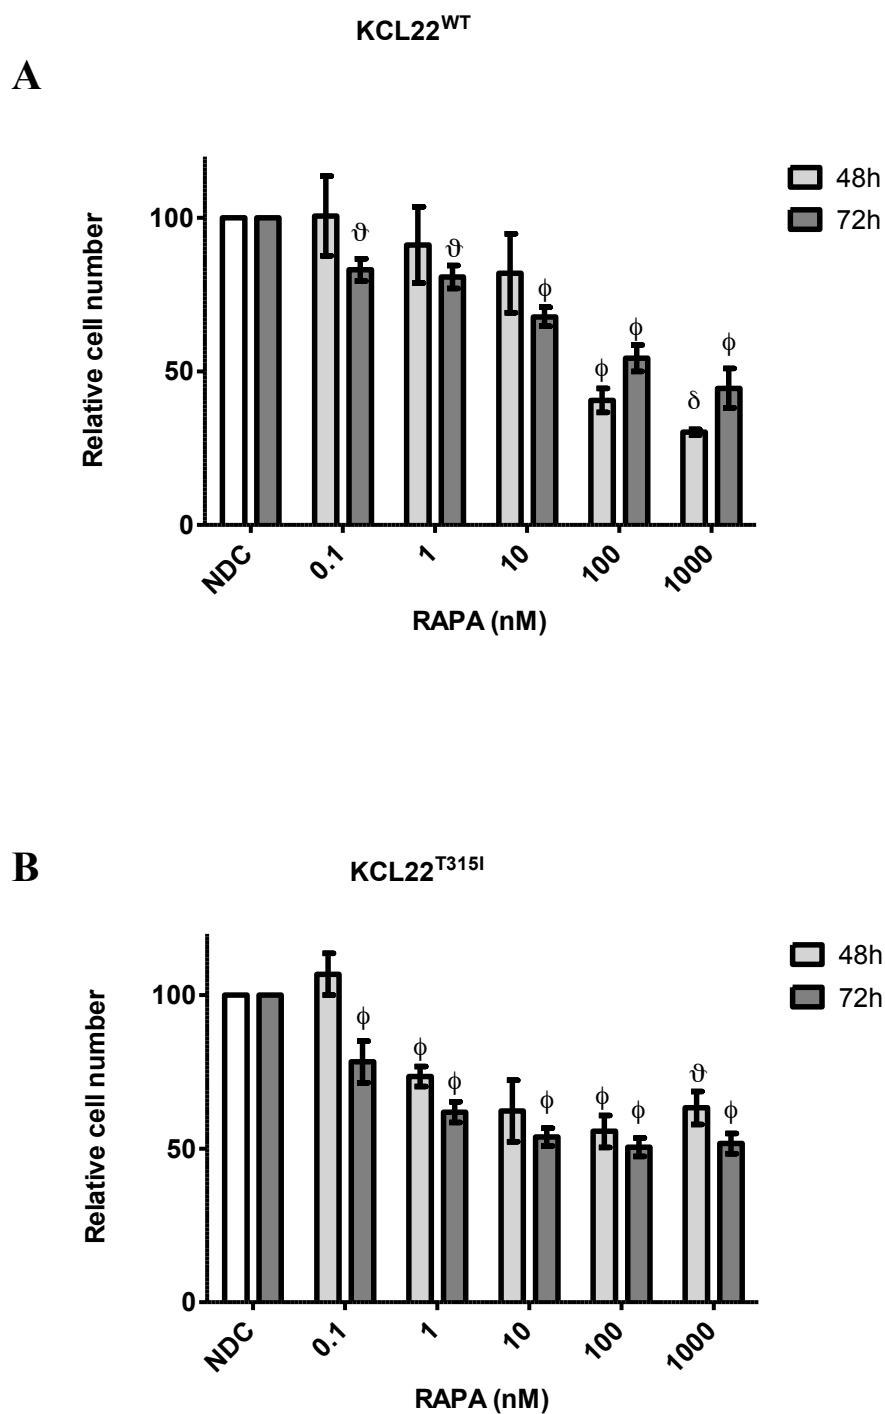 KCL22^WT
A
48h
72h
100
50
0
Relative cell number
ϑ
ϑ
ϕ
ϕ
ϕ
δ
ϕ
NDC
0.1
1
10
100
1000
RAPA (nM)
B
KCL22^T315I
48h
72h
100
50
0
Relative cell number
ϕ
ϕ
ϕ
ϕ
ϕ
ϕ
ϑ
ϕ
NDC
0.1
1
10
100
1000
RAPA (nM)